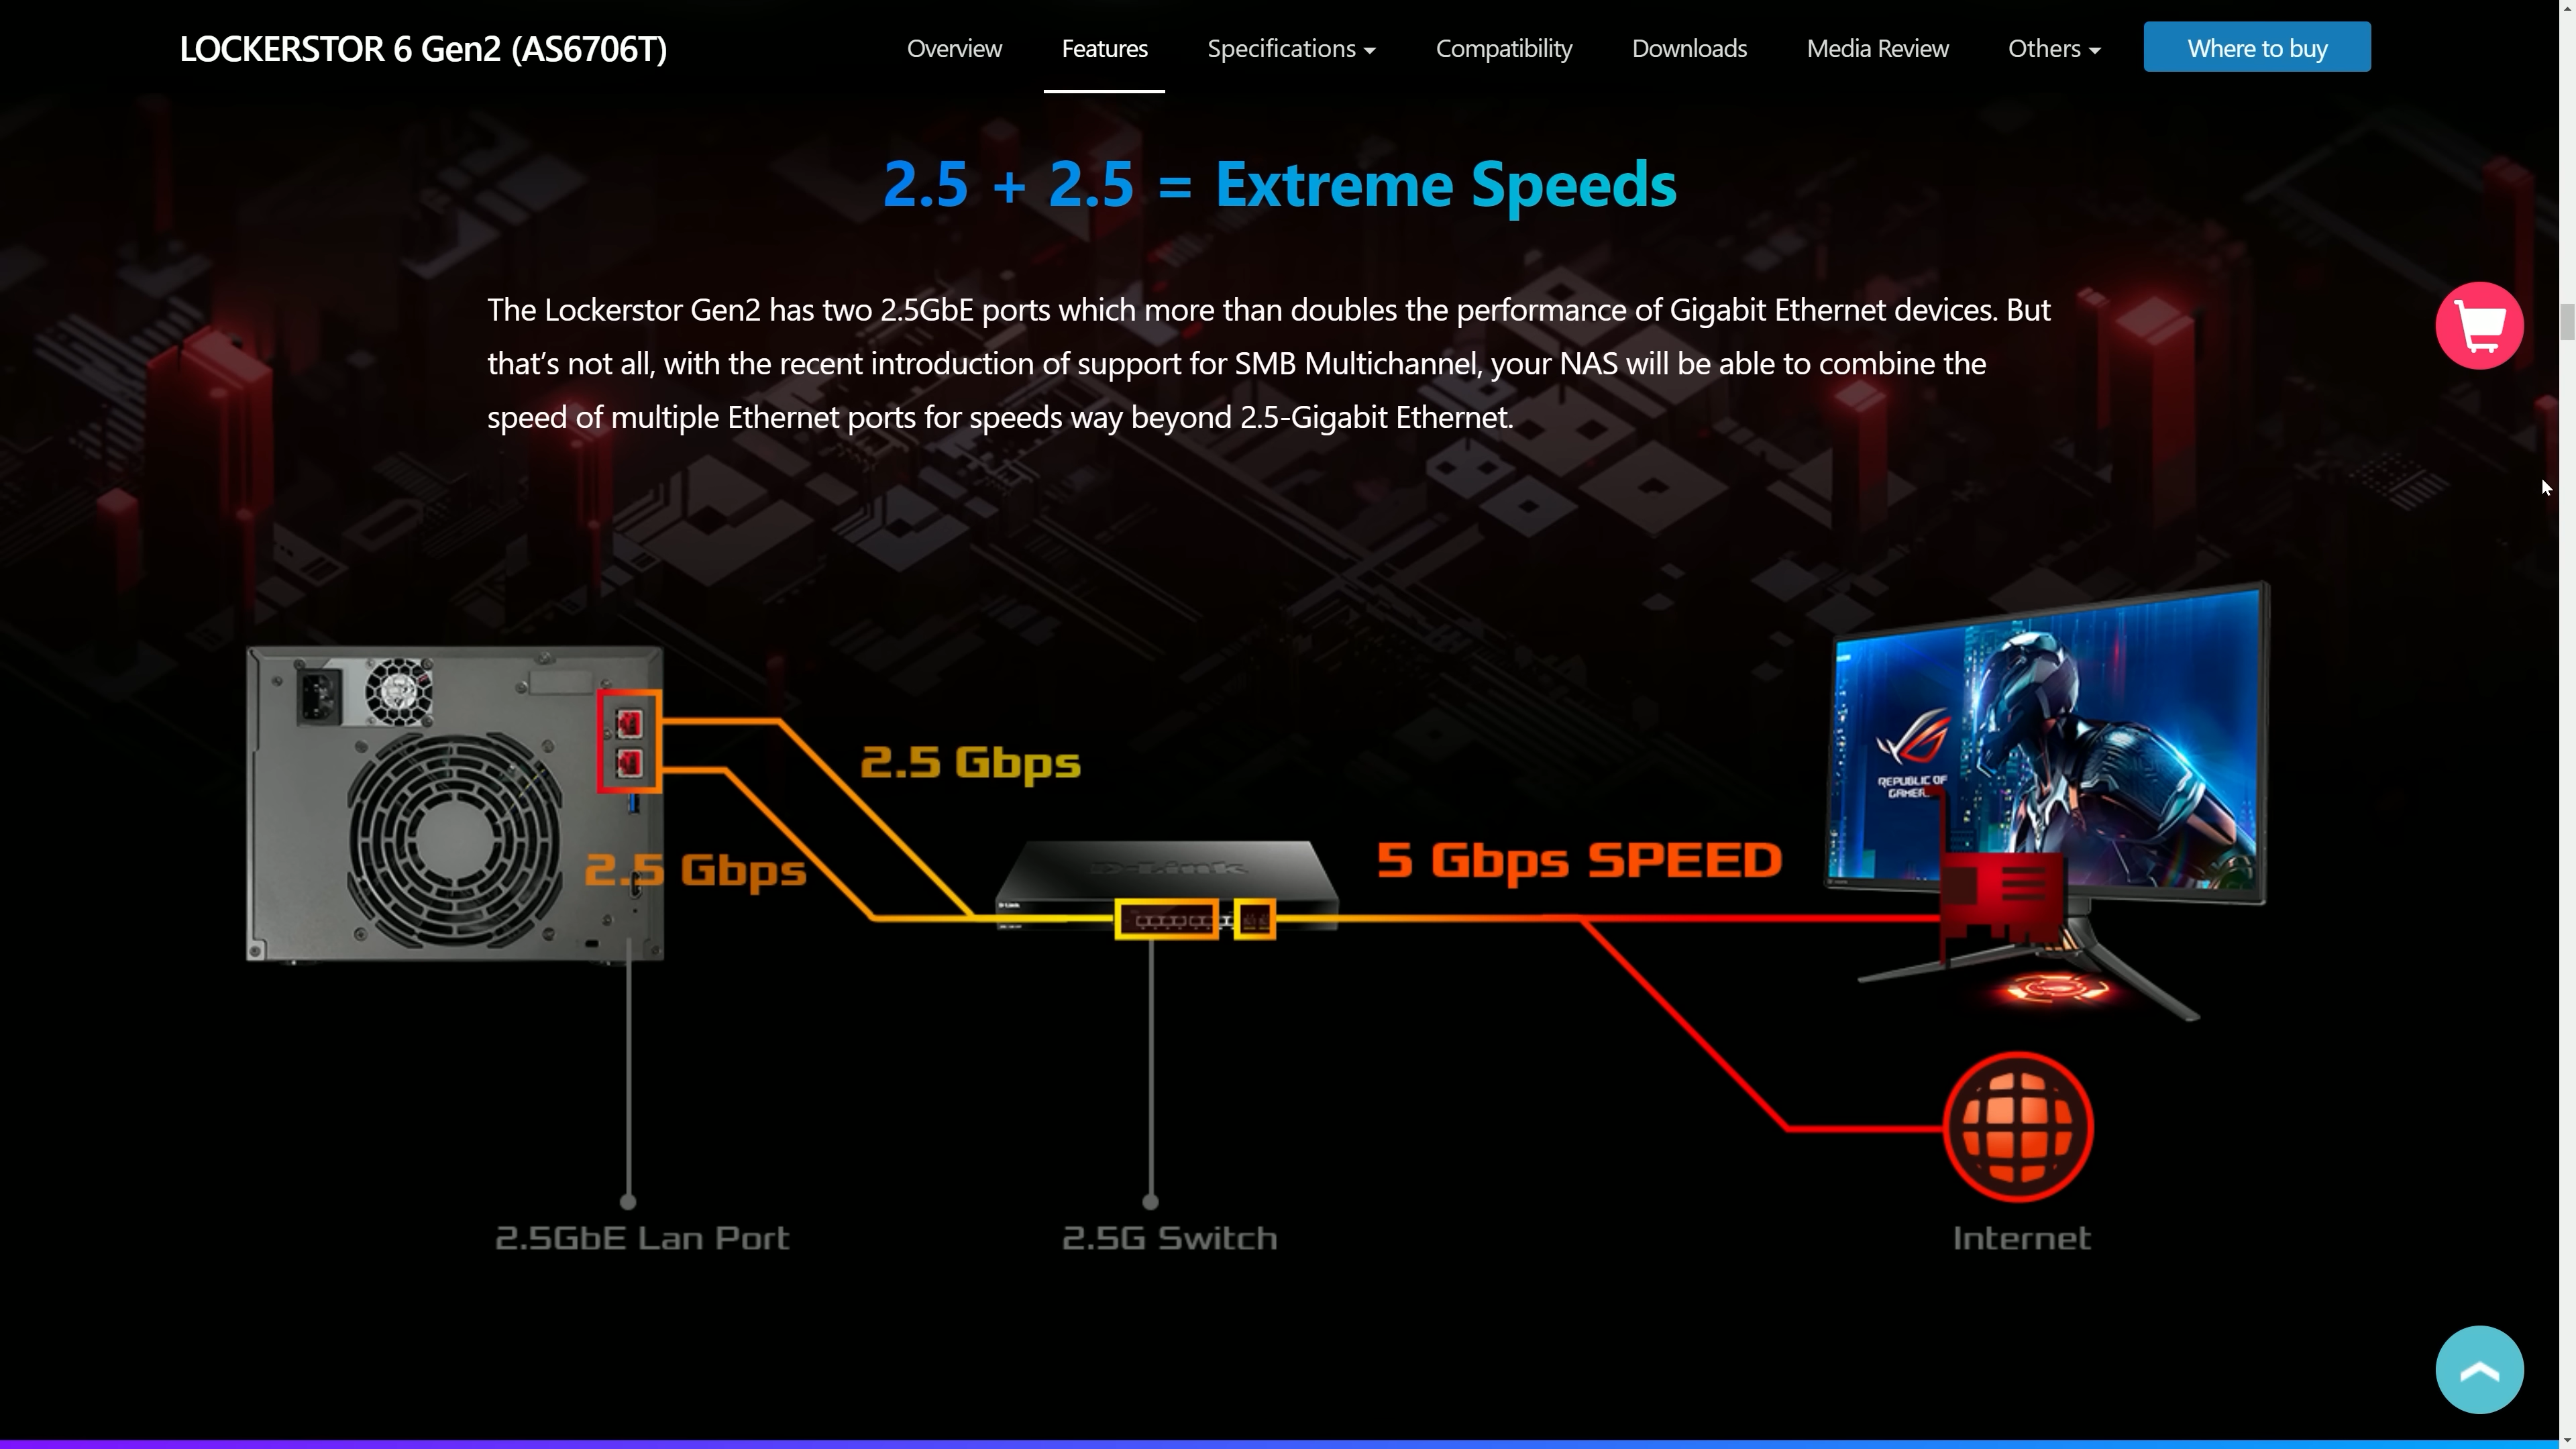 LOCKERSTOR 6 Gen2 (AS6706T)
Overview
Features
Specifications
Compatibility
Downloads
Media Review
Others
Where to buy
2.5 + 2.5 = Extreme Speeds
The Lockerstor Gen2 has two 2.5GbE ports which more than doubles the performance of Gigabit Ethernet devices. But
that’s not all, with the recent introduction of support for SMB Multichannel, your NAS will be able to combine the
speed of multiple Ethernet ports for speeds way beyond 2.5-Gigabit Ethernet.
REPUBLIC OF
2.5 Gbps
2.5 Gbps
D-Link
D-Link
5 Gbps SPEED
2.5GbE Lan Port
2.5G Switch
Internet